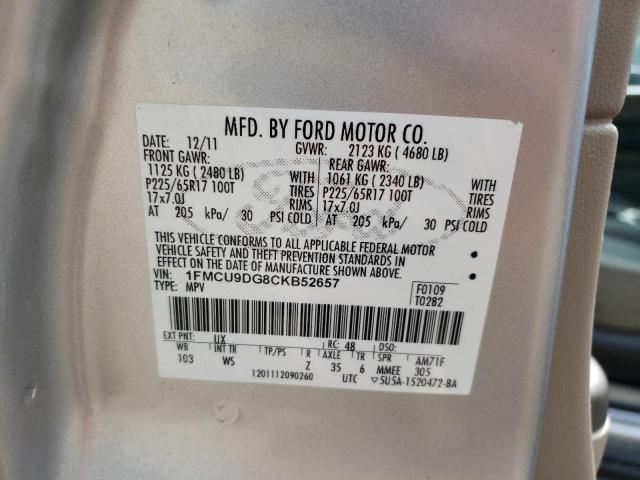 MFD. BY FORD MOTOR CO.
DATE: 12/11 GVWR: 2123 KG ( 4680 LB)
FRONT GAWR: REAR GAWR:
1125 KG ( 2480 LB) WITH 1061 KG ( 2340 LB) WITH
P225/65R17 100T TIRES P225/65R17 100T TIRES
17x7.0J RIMS 17x7.0J RIMS
AT 205 kPa/ 30 PSI COLD AT 205 kPa/ 30 PSI COLD
THIS VEHICLE CONFORMS TO ALL APPLICABLE FEDERAL MOTOR
VEHICLE SAFETY AND THEFT PREVENTION STANDARDS IN
EFFECT ON THE DATE OF MANUFACTURE SHOWN ABOVE.
VIN: 1FMCU9DG8CKB52657 F0109
TYPE: MPV T0282
EXT PNT: UX RC: 48 DSO:
WB INT TR TP/PS R AXLE TR SPR AM71F
103 WS Z 35 6 MMEE 305
1201112090260 UTC 5U5A-1520472-BA